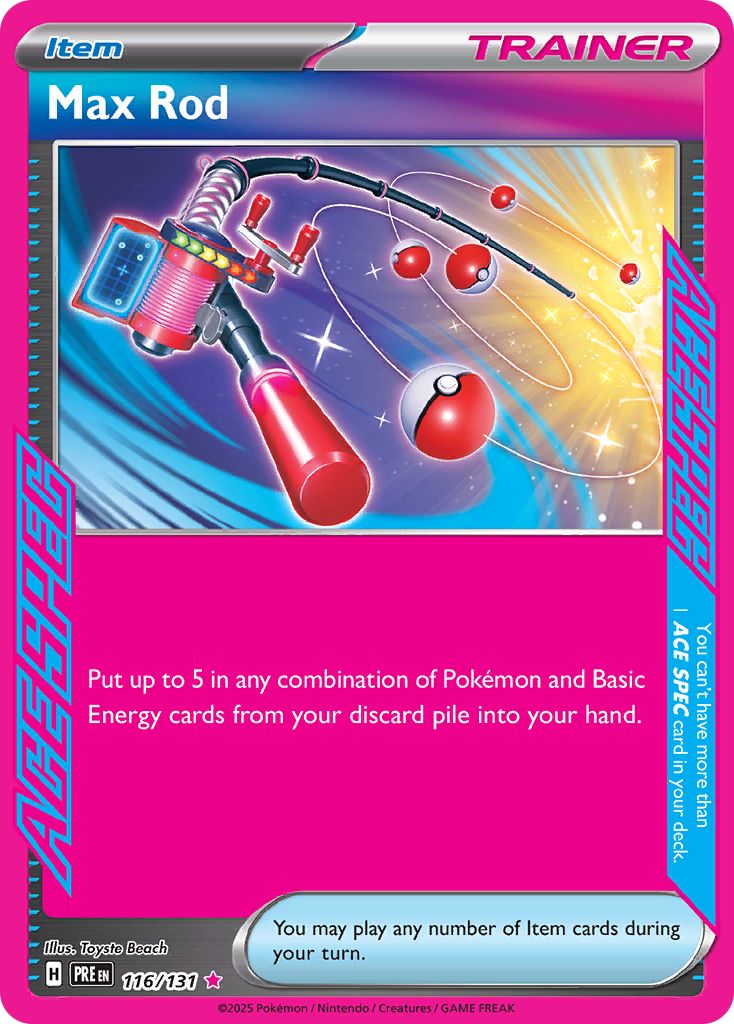 Item
TRAINER
Max Rod
ACE SPEC
ACE SPEC
Put up to 5 in any combination of Pokémon and Basic
Energy cards from your discard pile into your hand.
You can't have more than
1 ACE SPEC card in your deck.
You may play any number of Item cards during
your turn.
Illus. Toyste Beach
H PRE EN 116/131
©2025 Pokémon / Nintendo / Creatures / GAME FREAK